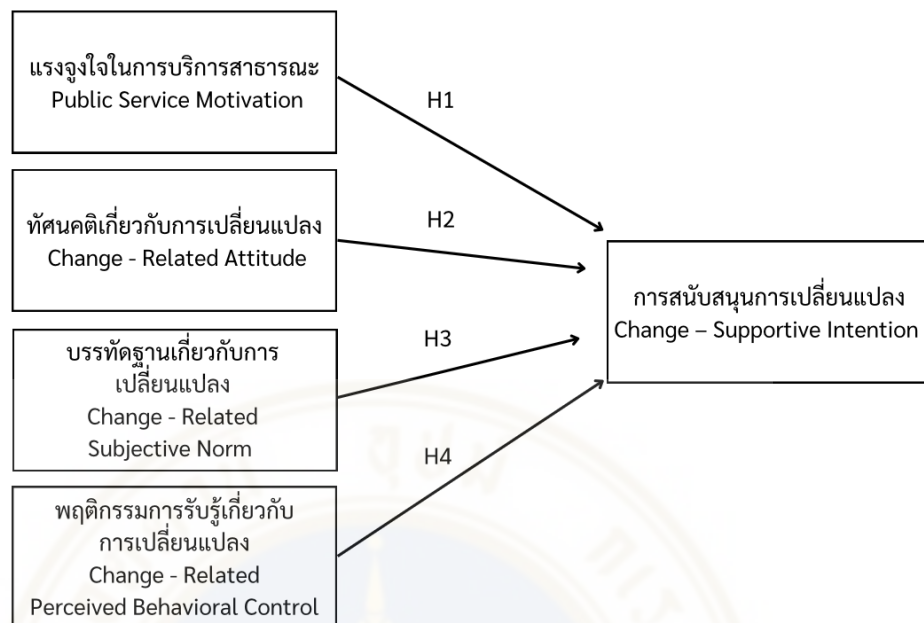 แรงจูงใจในการบริการสาธารณะ
Public Service Motivation
H1
ทัศนคติเกี่ยวกับการเปลี่ยนแปลง
Change - Related Attitude
H2
การสนับสนุนการเปลี่ยนแปลง
Change – Supportive Intention
บรรทัดฐานเกี่ยวกับการ
เปลี่ยนแปลง
Change - Related
Subjective Norm
H3
พฤติกรรมการรับรู้เกี่ยวกับ
การเปลี่ยนแปลง
Change - Related
Perceived Behavioral Control
H4